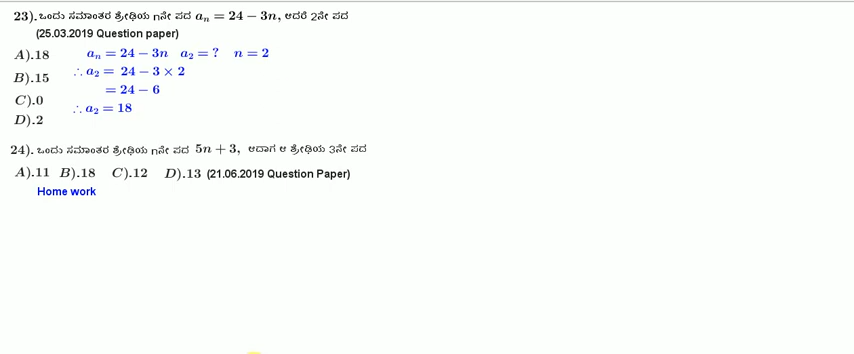 23).ಒಂದು ಸಮಾಂತರ ಶ್ರೇಢಿಯ nನೇ ಪದ aₙ = 24 − 3n, ಆದರೆ 2ನೇ ಪದ
(25.03.2019 Question paper)
A).18 aₙ = 24 − 3n a₂ = ? n = 2
∴ a₂ = 24 − 3 × 2
B).15
= 24 − 6
C).0
∴ a₂ = 18
D).2
24). ಒಂದು ಸಮಾಂತರ ಶ್ರೇಢಿಯ nನೇ ಪದ 5n + 3, ಆದಾಗ ಆ ಶ್ರೇಢಿಯ 3ನೇ ಪದ
A).11 B).18 C).12 D).13 (21.06.2019 Question Paper)
Home work